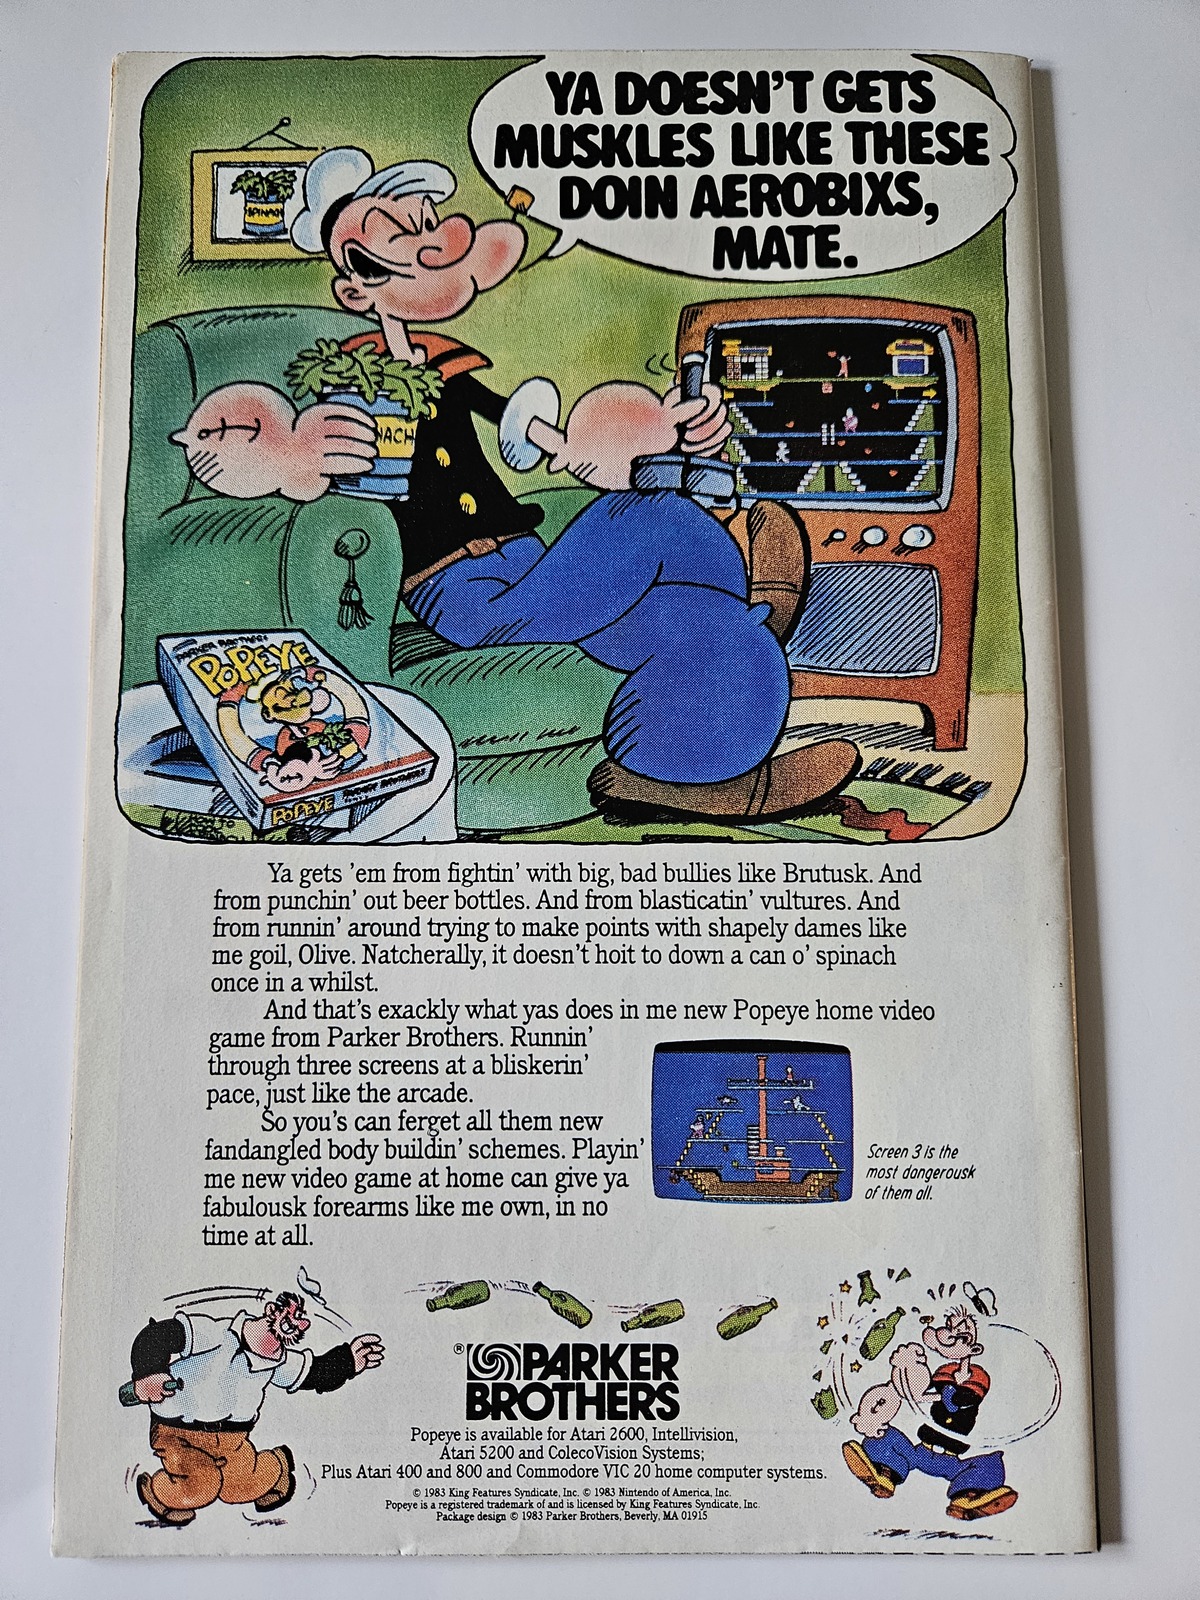 YA DOESN'T GETS
MUSKLES LIKE THESE
DOIN AEROBIXS,
MATE.
SPINACH
NACH
PARKER BROTHERS
POPEYE
POPEYE PARKER BROTHERS
Ya gets 'em from fightin' with big, bad bullies like Brutusk. And
from punchin' out beer bottles. And from blasticatin' vultures. And
from runnin' around trying to make points with shapely dames like
me goil, Olive. Natcherally, it doesn't hoit to down a can o' spinach
once in a whilst.
And that's exackly what yas does in me new Popeye home video
game from Parker Brothers. Runnin'
through three screens at a bliskerin'
pace, just like the arcade.
So you's can ferget all them new
fandangled body buildin' schemes. Playin'
me new video game at home can give ya
fabulousk forearms like me own, in no
time at all.
Screen 3 is the
most dangerousk
of them all.
® PARKER
BROTHERS
Popeye is available for Atari 2600, Intellivision,
Atari 5200 and ColecoVision Systems;
Plus Atari 400 and 800 and Commodore VIC 20 home computer systems.
© 1983 King Features Syndicate, Inc. © 1983 Nintendo of America, Inc.
Popeye is a registered trademark of and is licensed by King Features Syndicate, Inc.
Package design © 1983 Parker Brothers, Beverly, MA 01915